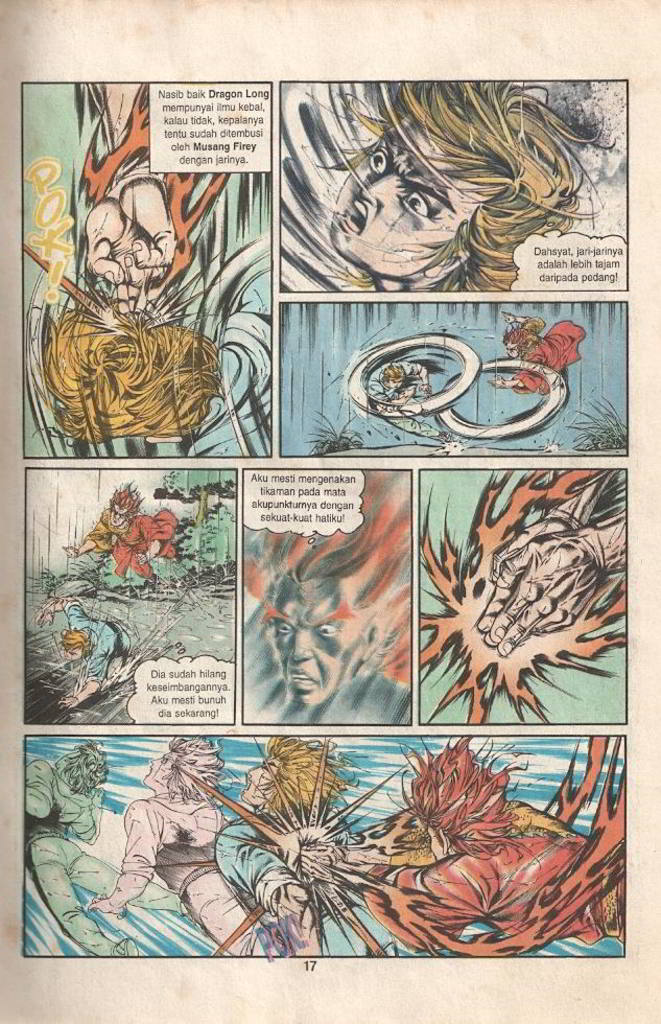 Nasib baik Dragon Long
mempunyai ilmu kebal,
kalau tidak, kepalanya
tentu sudah ditembusi
oleh Musang Firey
dengan jarinya.
POK!
Dahsyat, jari-jarinya
adalah lebih tajam
daripada pedang!
Dia sudah hilang
keseimbangannya.
Aku mesti bunuh
dia sekarang!
Aku mesti mengenakan
tikaman pada mata
akupunkturnya dengan
sekuat-kuat hatiku!
POK!
17